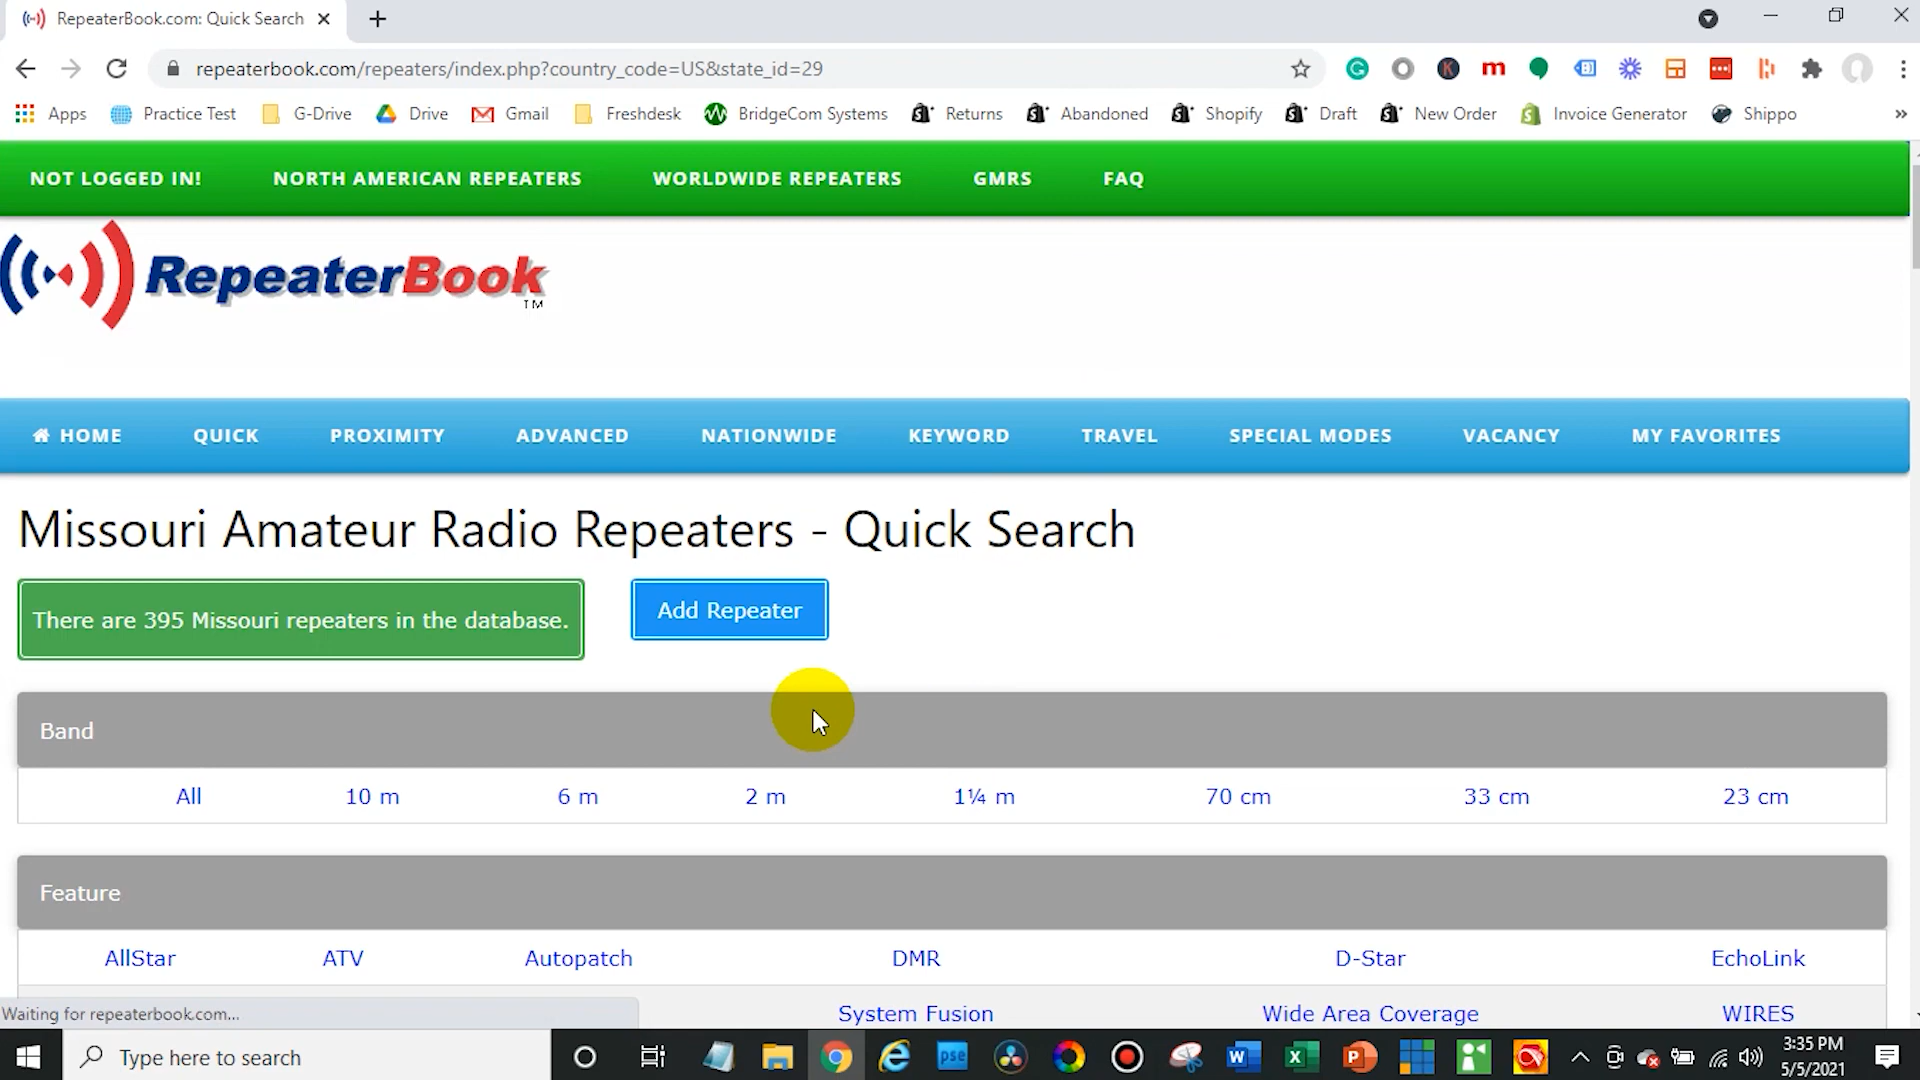 RepeaterBook.com: Quick Search
repeaterbook.com/repeaters/index.php?country_code=US&state_id=29
Apps Practice Test G-Drive Drive Gmail Freshdesk BridgeCom Systems Returns Abandoned Shopify Draft New Order Invoice Generator Shippo »
NOT LOGGED IN! NORTH AMERICAN REPEATERS WORLDWIDE REPEATERS GMRS FAQ
RepeaterBook
TM
HOME QUICK PROXIMITY ADVANCED NATIONWIDE KEYWORD TRAVEL SPECIAL MODES VACANCY MY FAVORITES
Missouri Amateur Radio Repeaters - Quick Search
There are 395 Missouri repeaters in the database.
Add Repeater
Band
All 10 m 6 m 2 m 1¼ m 70 cm 33 cm 23 cm
Feature
AllStar ATV Autopatch DMR D-Star EchoLink
System Fusion Wide Area Coverage WIRES
Waiting for repeaterbook.com...
Type here to search
pse
3:35 PM
5/5/2021